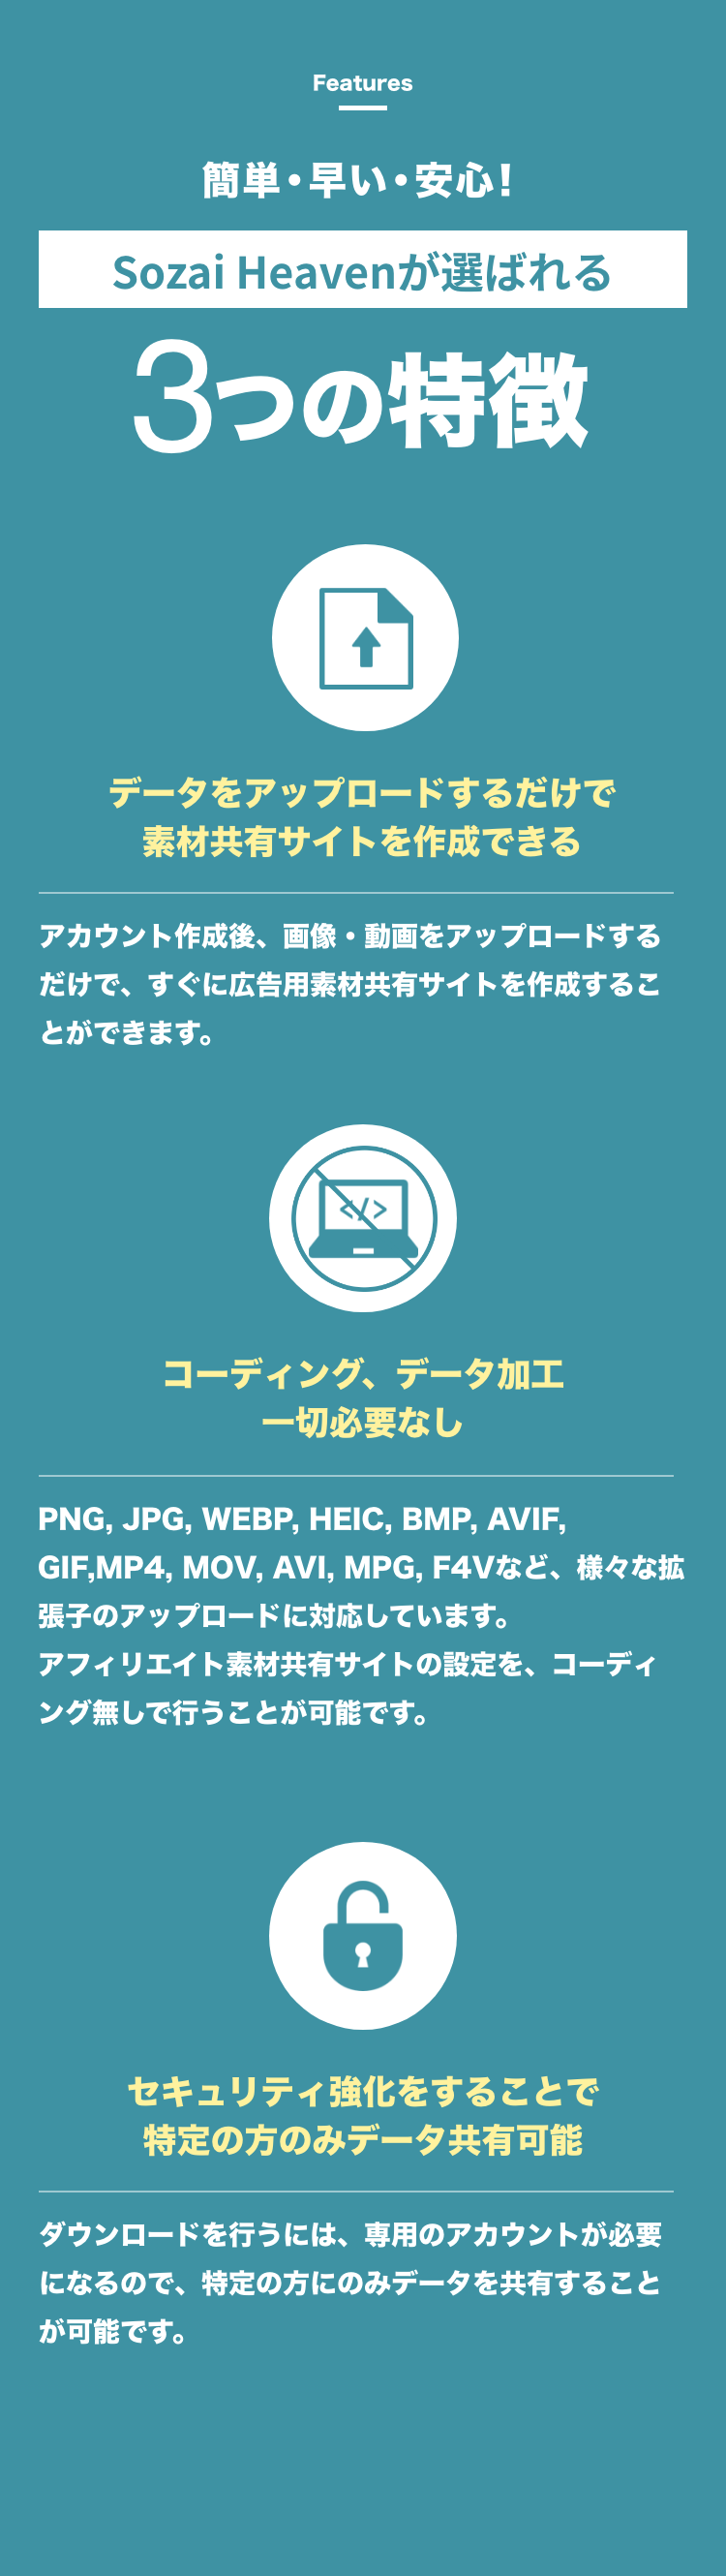 Features
簡単・早い・安心！
Sozai Heavenが選ばれる
3つの特徴
データをアップロードするだけで
素材共有サイトを作成できる
アカウント作成後、画像・動画をアップロードする
だけで、すぐに広告用素材共有サイトを作成するこ
とができます。
</>
コーディング、データ加工
一切必要なし
PNG, JPG, WEBP, HEIC, BMP, AVIF,
GIF,MP4, MOV, AVI, MPG, F4Vなど、様々な拡
張子のアップロードに対応しています。
アフィリエイト素材共有サイトの設定を、コーディ
ング無しで行うことが可能です。
セキュリティ強化をすることで
特定の方のみデータ共有可能
ダウンロードを行うには、専用のアカウントが必要
になるので、特定の方にのみデータを共有すること
が可能です。